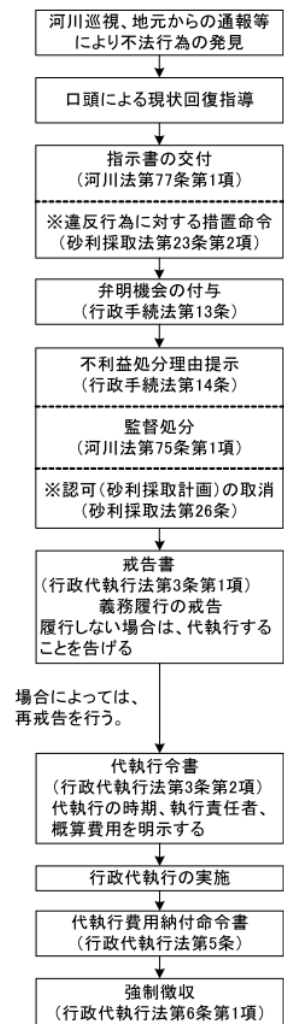 河川巡視、地元からの通報等
により不法行為の発見
口頭による現状回復指導
指示書の交付
（河川法第77条第1項）
※違反行為に対する措置命令
（砂利採取法第23条第2項）
弁明機会の付与
（行政手続法第13条）
不利益処分理由提示
（行政手続法第14条）
監督処分
（河川法第75条第1項）
※認可（砂利採取計画）の取消
（砂利採取法第26条）
戒告書
（行政代執行法第3条第1項）
義務履行の戒告
履行しない場合は、代執行する
ことを告げる
場合によっては、
再戒告を行う。
代執行令書
（行政代執行法第3条第2項）
代執行の時期、執行責任者、
概算費用を明示する
行政代執行の実施
代執行費用納付命令書
（行政代執行法第5条）
強制徴収
（行政代執行法第6条第1項）